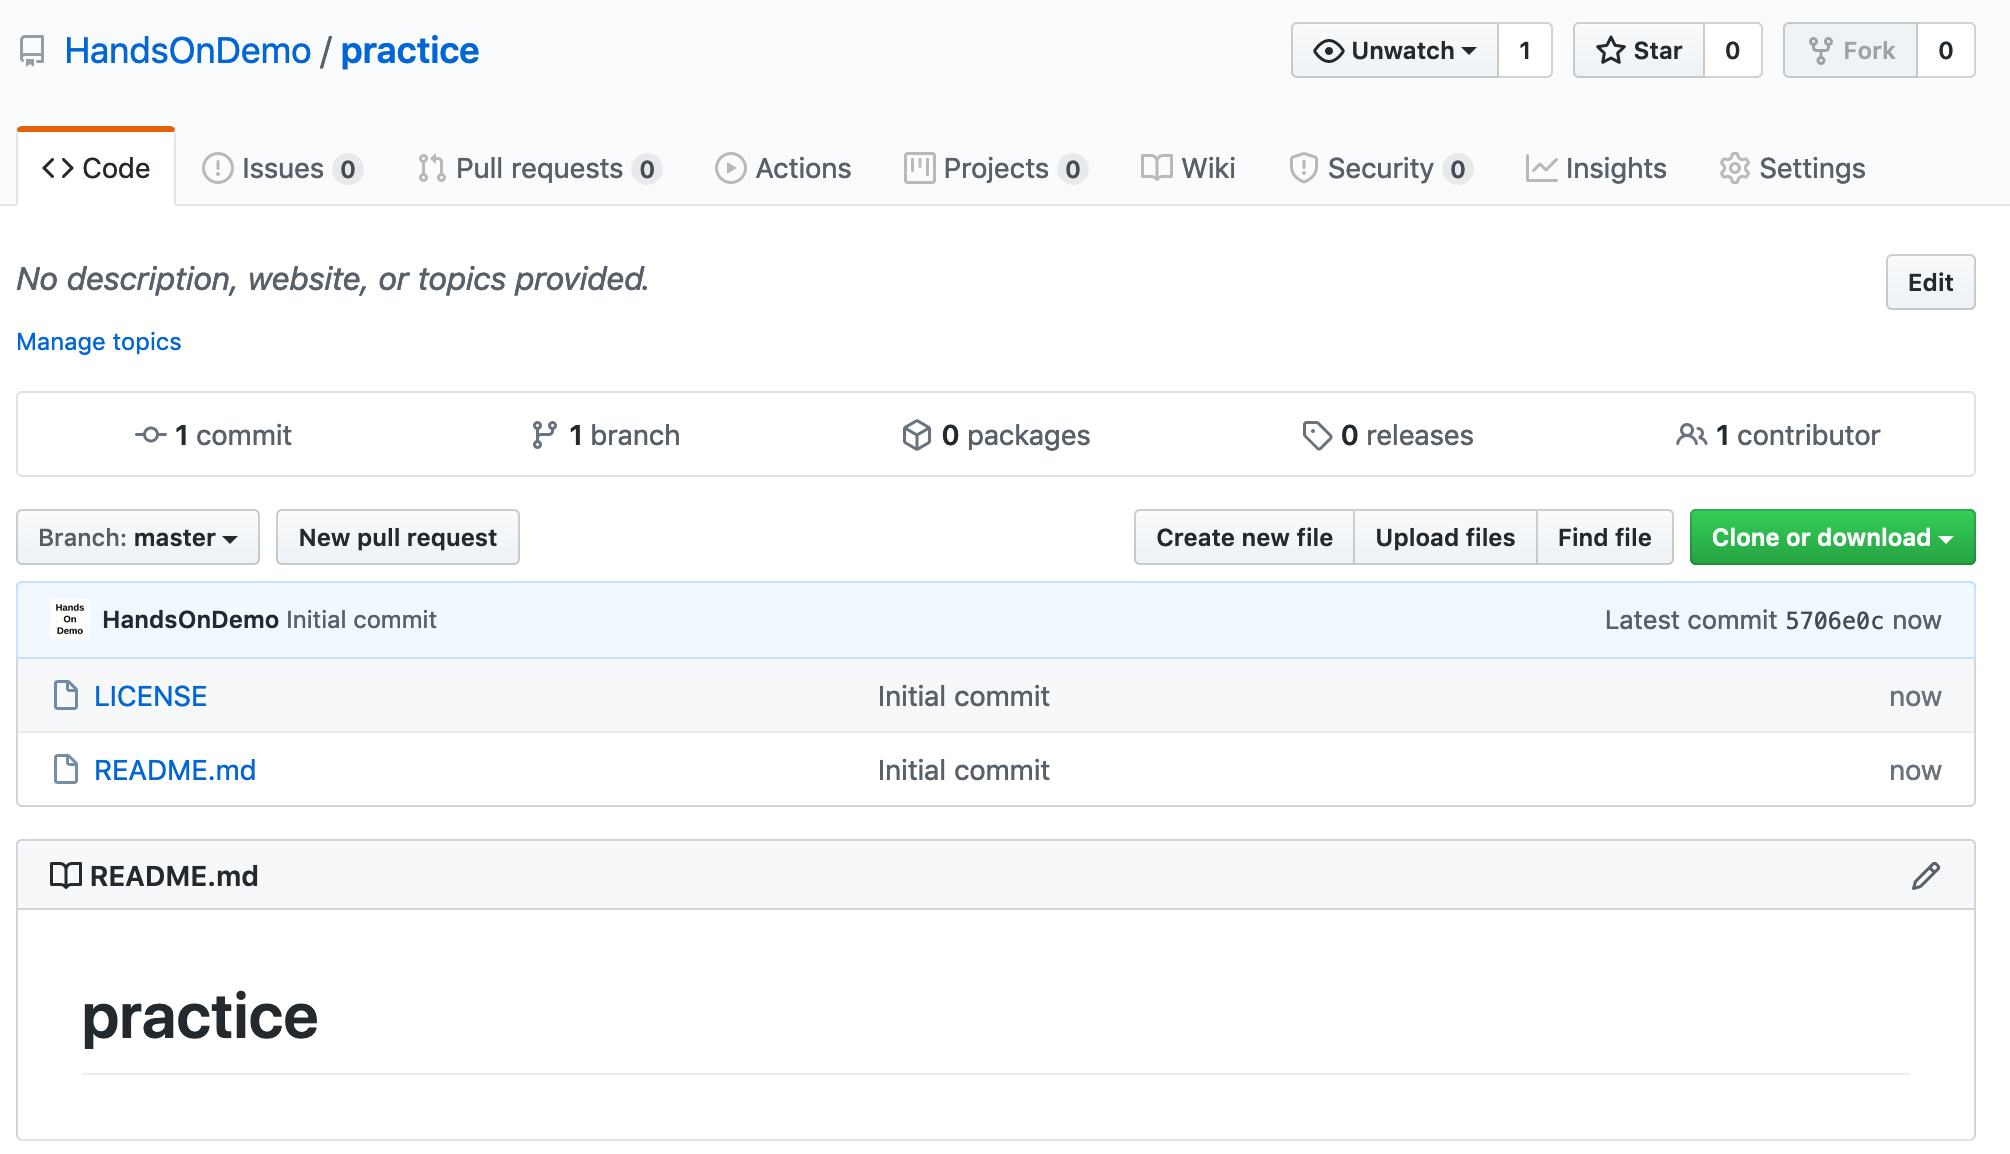 HandsOnDemo / practice
Unwatch 1 Star 0 Fork 0
Code Issues 0 Pull requests 0 Actions Projects 0 Wiki Security 0 Insights Settings
No description, website, or topics provided.
Edit
Manage topics
1 commit 1 branch 0 packages 0 releases 1 contributor
Branch: master New pull request Create new file Upload files Find file Clone or download
Hands
On
Demo
HandsOnDemo Initial commit Latest commit 5706e0c now
LICENSE Initial commit now
README.md Initial commit now
README.md
practice